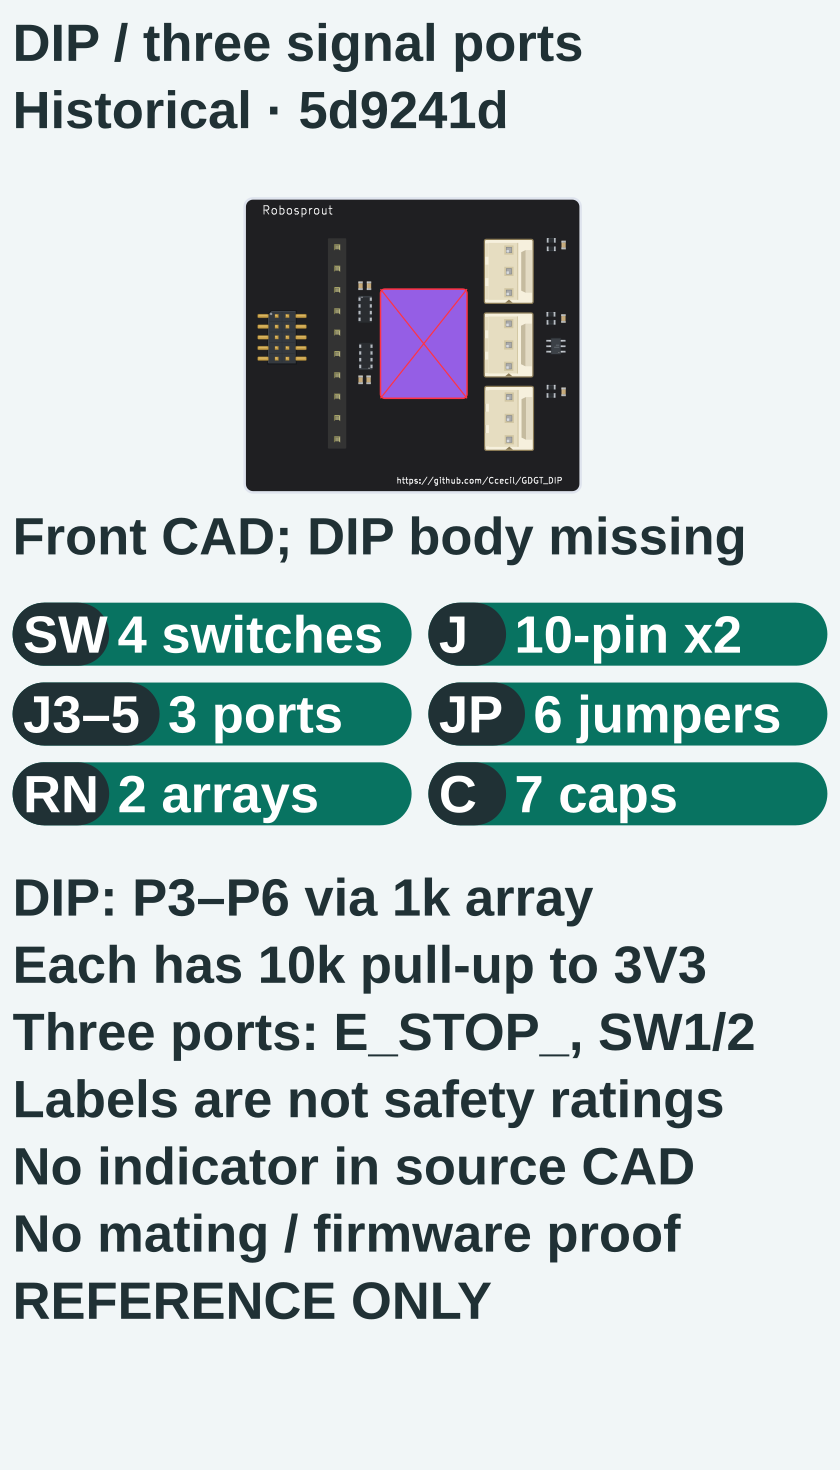 DIP / three signal ports
Historical · 5d9241d
Robosprout
https://github.com/Ccecil/GDGT_DIP
Front CAD; DIP body missing
SW 4 switches
J 10-pin x2
J3–5 3 ports
JP 6 jumpers
RN 2 arrays
C 7 caps
DIP: P3–P6 via 1k array
Each has 10k pull-up to 3V3
Three ports: E_STOP_, SW1/2
Labels are not safety ratings
No indicator in source CAD
No mating / firmware proof
REFERENCE ONLY